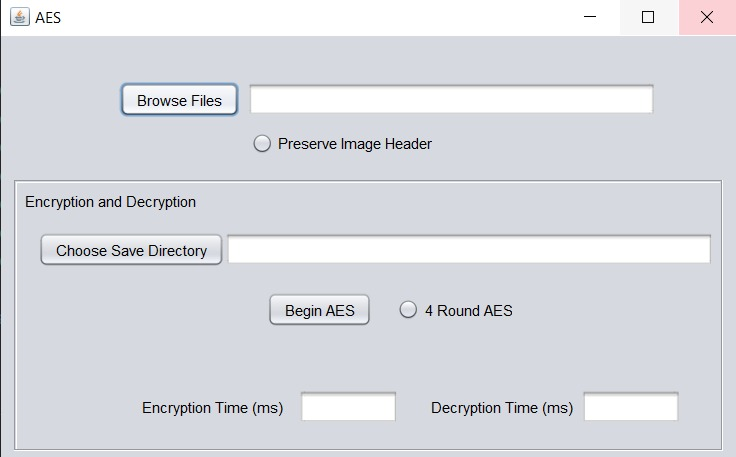 AES
Browse Files
Preserve Image Header
Encryption and Decryption
Choose Save Directory
Begin AES
4 Round AES
Encryption Time (ms)
Decryption Time (ms)